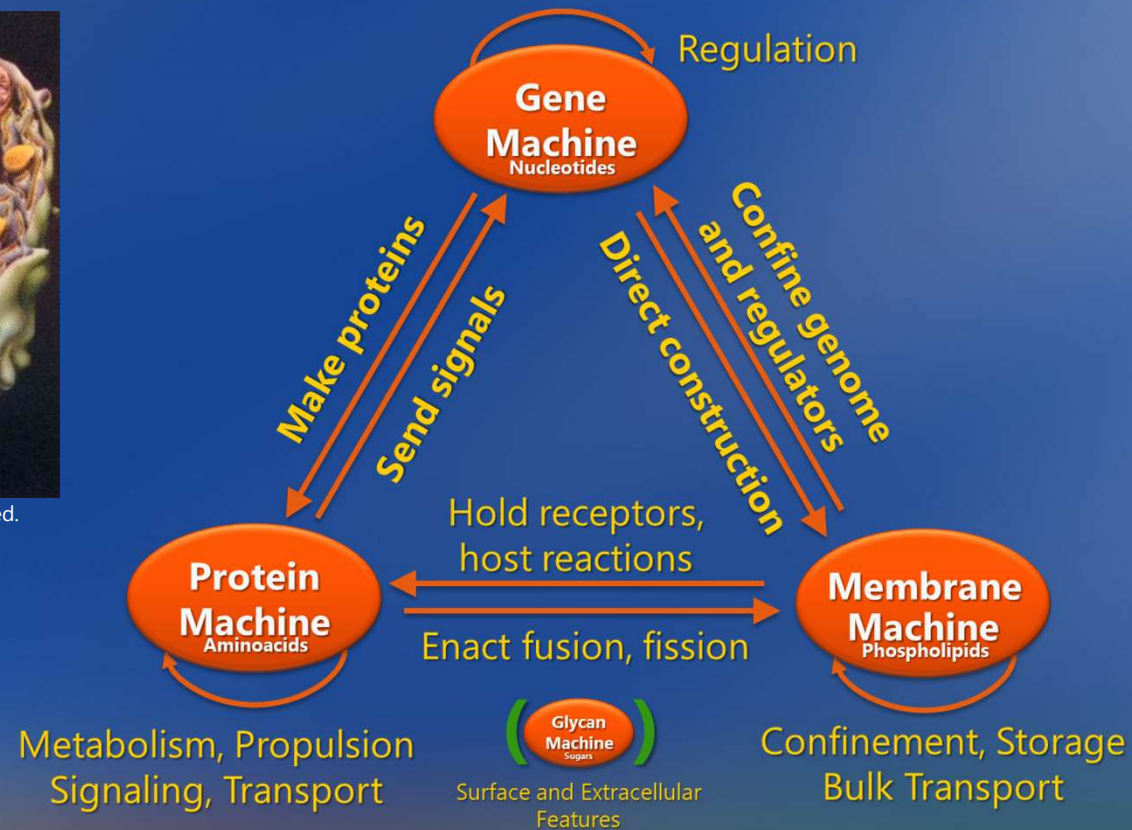 Regulation
Gene
Machine
Nucleotides
Make proteins
Send signals
Direct construction
Confine genome
and regulators
ed.
Hold receptors,
host reactions
Enact fusion, fission
Protein
Machine
Aminoacids
Membrane
Machine
Phospholipids
Metabolism, Propulsion
Signaling, Transport
(Glycan
Machine
Sugars)
Surface and Extracellular
Features
Confinement, Storage
Bulk Transport